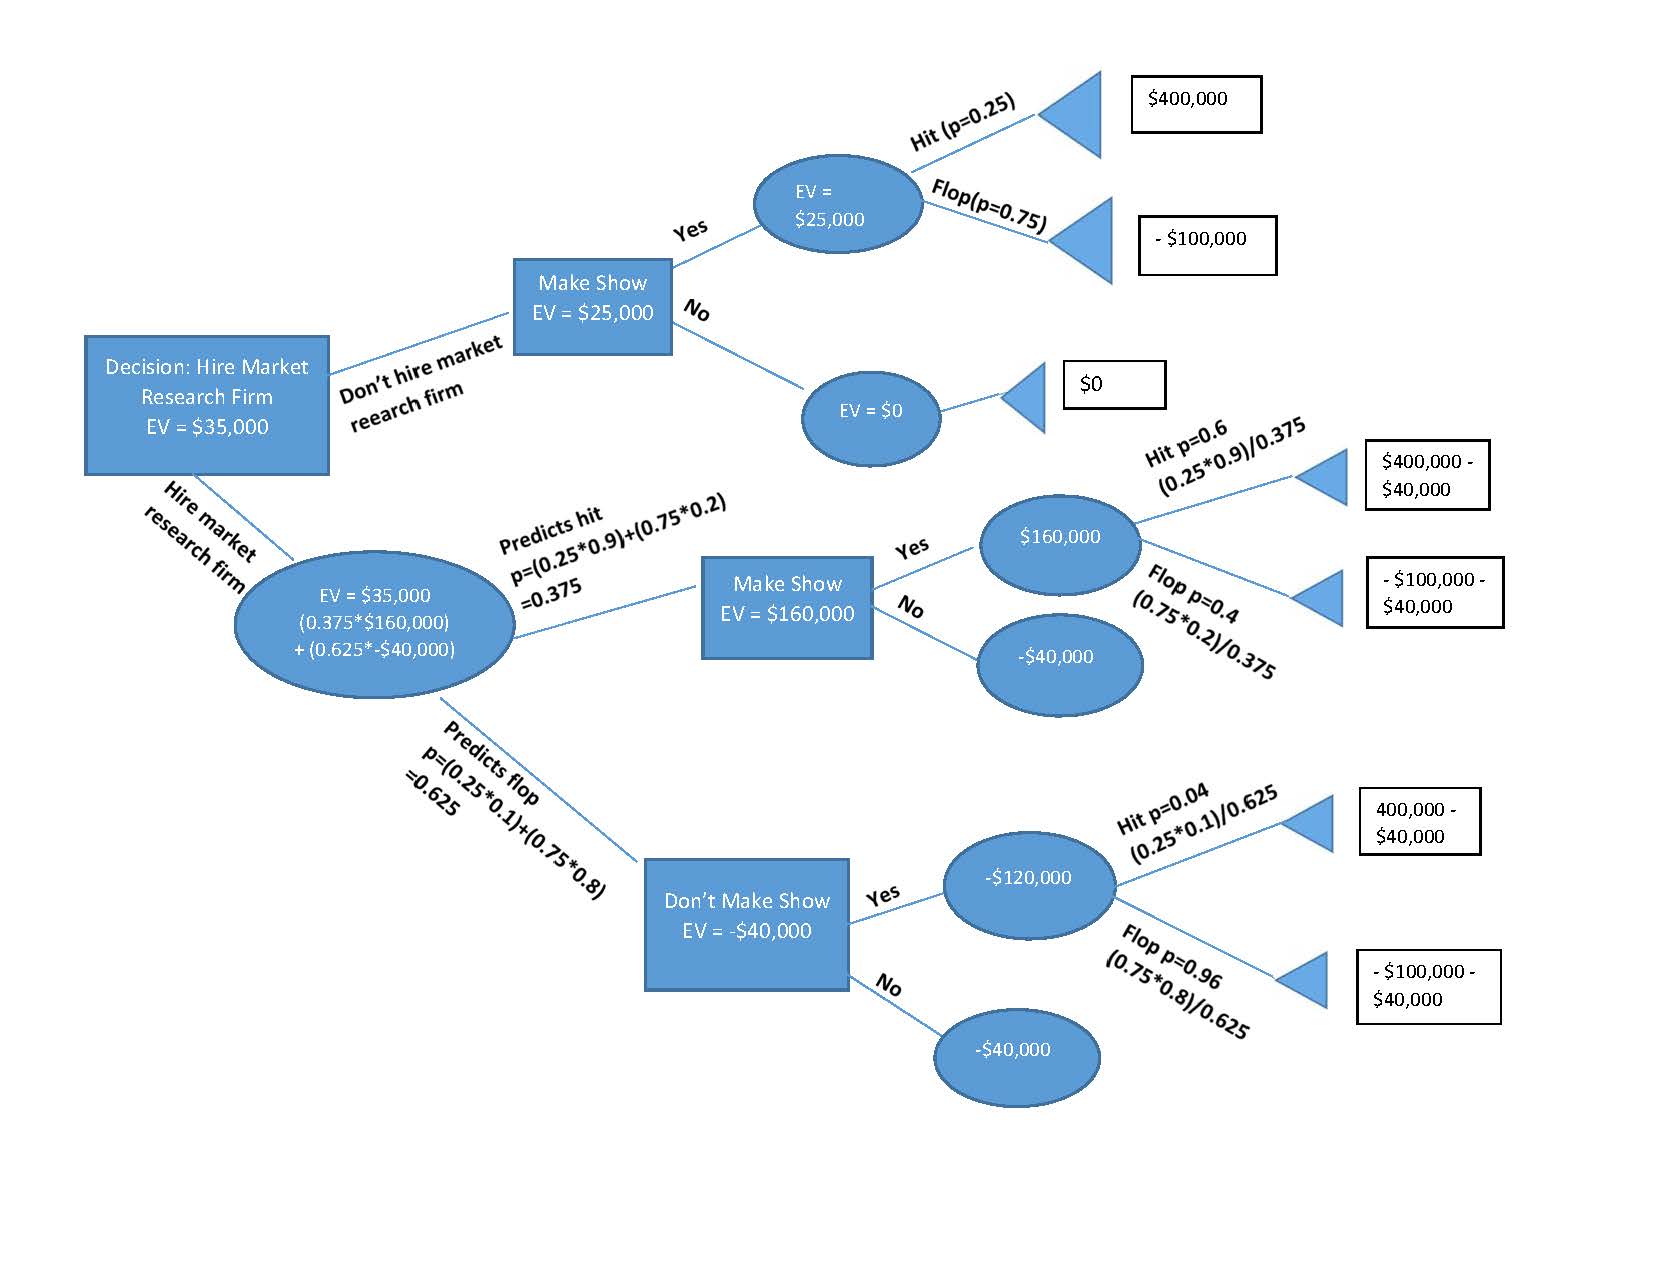 Hit (p=0.25)
$400,000
Flop(p=0.75)
- $100,000
EV =
$25,000
Yes
Make Show
EV = $25,000
No
EV = $0
$0
Decision: Hire Market
Research Firm
EV = $35,000
Don't hire market
reearch firm
Hire market
research firm
EV = $35,000
(0.375*$160,000)
+ (0.625*-$40,000)
Predicts hit
p=(0.25*0.9)+(0.75*0.2)
=0.375
Make Show
EV = $160,000
Yes
No
$160,000
-$40,000
Hit p=0.6
(0.25*0.9)/0.375
$400,000 -
$40,000
Flop p=0.4
(0.75*0.2)/0.375
- $100,000 -
$40,000
Predicts flop
p=(0.25*0.1)+(0.75*0.8)
=0.625
Don't Make Show
EV = -$40,000
Yes
No
-$120,000
-$40,000
Hit p=0.04
(0.25*0.1)/0.625
400,000 -
$40,000
Flop p=0.96
(0.75*0.8)/0.625
- $100,000 -
$40,000